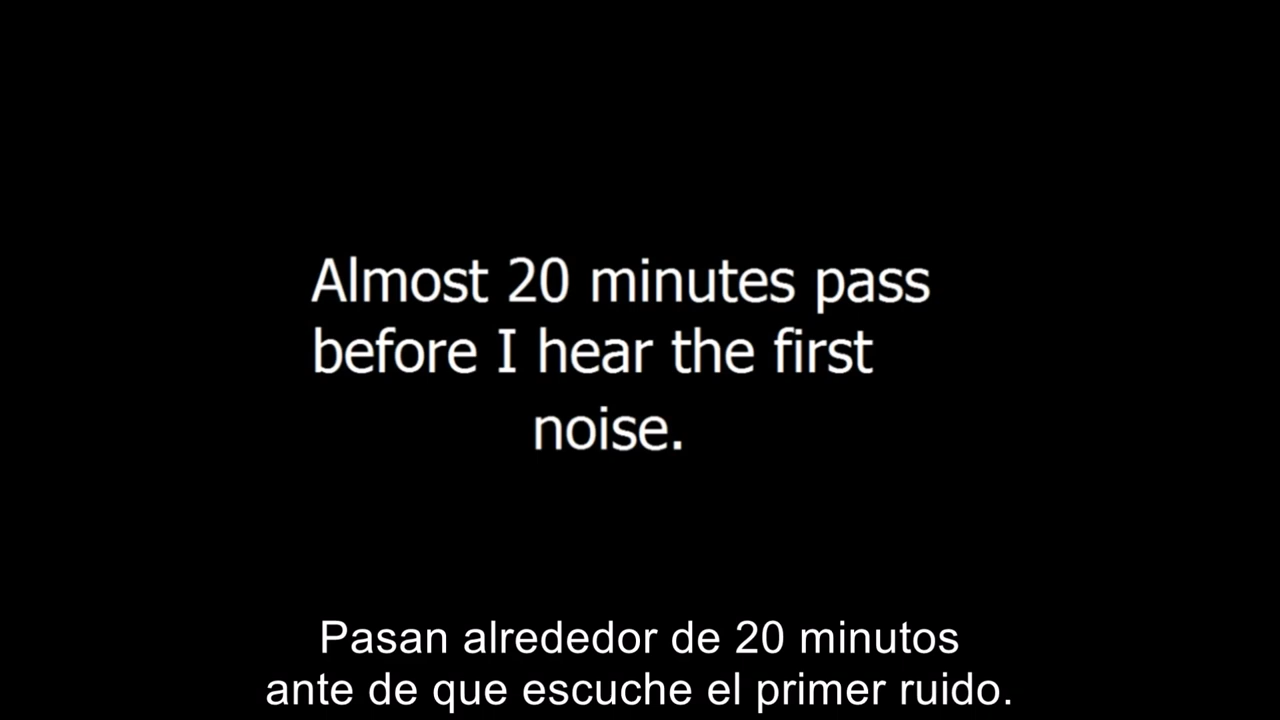 Almost 20 minutes pass
before I hear the first
noise.
Pasan alrededor de 20 minutos
ante de que escuche el primer ruido.